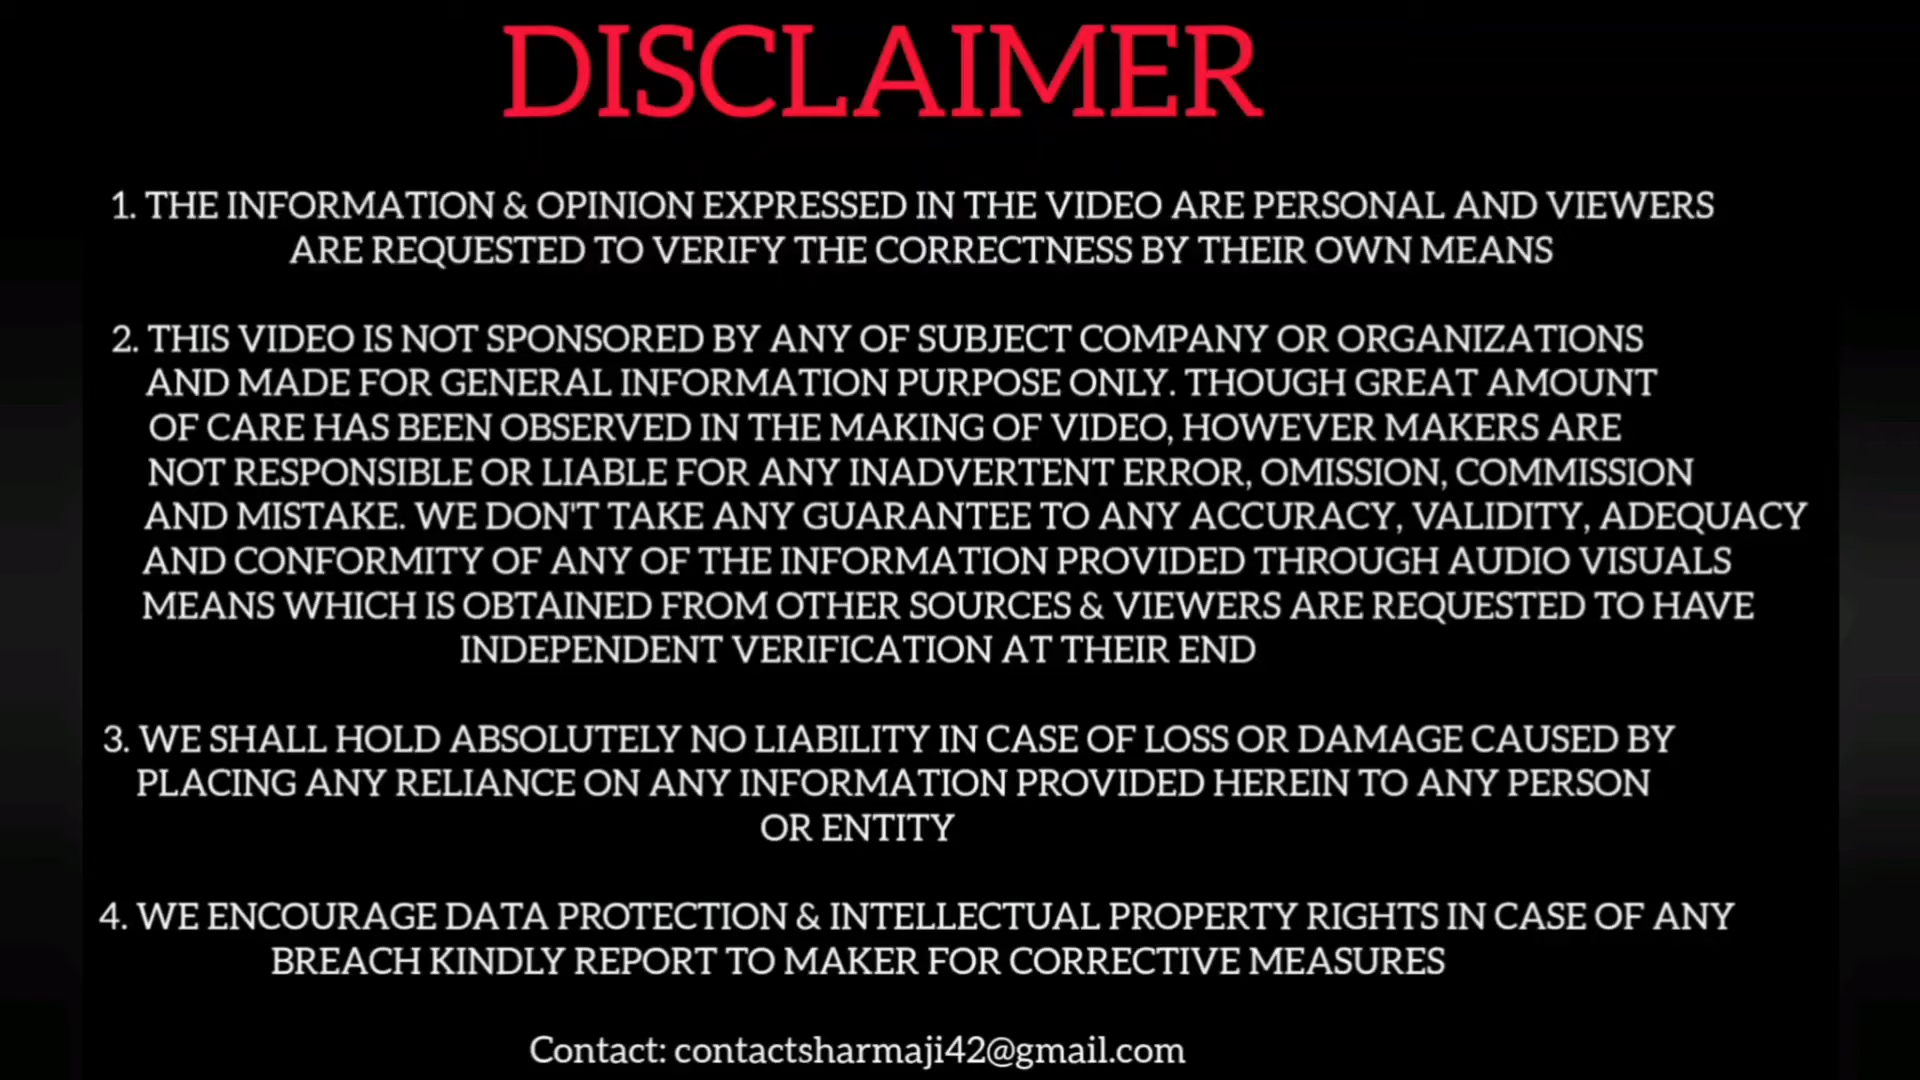 DISCLAIMER
1. THE INFORMATION & OPINION EXPRESSED IN THE VIDEO ARE PERSONAL AND VIEWERS
ARE REQUESTED TO VERIFY THE CORRECTNESS BY THEIR OWN MEANS
2. THIS VIDEO IS NOT SPONSORED BY ANY OF SUBJECT COMPANY OR ORGANIZATIONS
AND MADE FOR GENERAL INFORMATION PURPOSE ONLY. THOUGH GREAT AMOUNT
OF CARE HAS BEEN OBSERVED IN THE MAKING OF VIDEO, HOWEVER MAKERS ARE
NOT RESPONSIBLE OR LIABLE FOR ANY INADVERTENT ERROR, OMISSION, COMMISSION
AND MISTAKE. WE DON'T TAKE ANY GUARANTEE TO ANY ACCURACY, VALIDITY, ADEQUACY
AND CONFORMITY OF ANY OF THE INFORMATION PROVIDED THROUGH AUDIO VISUALS
MEANS WHICH IS OBTAINED FROM OTHER SOURCES & VIEWERS ARE REQUESTED TO HAVE
INDEPENDENT VERIFICATION AT THEIR END
3. WE SHALL HOLD ABSOLUTELY NO LIABILITY IN CASE OF LOSS OR DAMAGE CAUSED BY
PLACING ANY RELIANCE ON ANY INFORMATION PROVIDED HEREIN TO ANY PERSON
OR ENTITY
4. WE ENCOURAGE DATA PROTECTION & INTELLECTUAL PROPERTY RIGHTS IN CASE OF ANY
BREACH KINDLY REPORT TO MAKER FOR CORRECTIVE MEASURES
Contact: contactsharmaji42@gmail.com